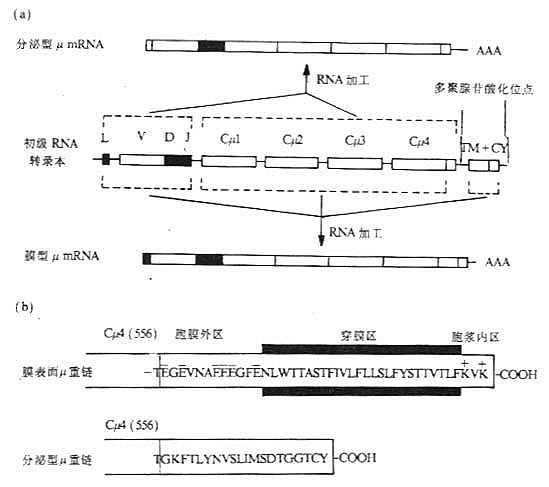 (a)
分泌型 μ mRNA
AAA
RNA 加工
多聚腺苷酸化位点
初级 RNA
转录本
L V D J Cμ1 Cμ2 Cμ3 Cμ4 TM + CY
RNA 加工
膜型 μ mRNA
AAA
(b)
Cμ4 (556) 胞膜外区 穿膜区 胞浆内区
膜表面μ重链
TEGEVNAEEEGFENLWTTASTFIVLFLLSLFYSTTVTLFKVK -COOH
Cμ4 (556)
分泌型μ重链
TGKFTLYNVSLIMSDTGGTCY -COOH